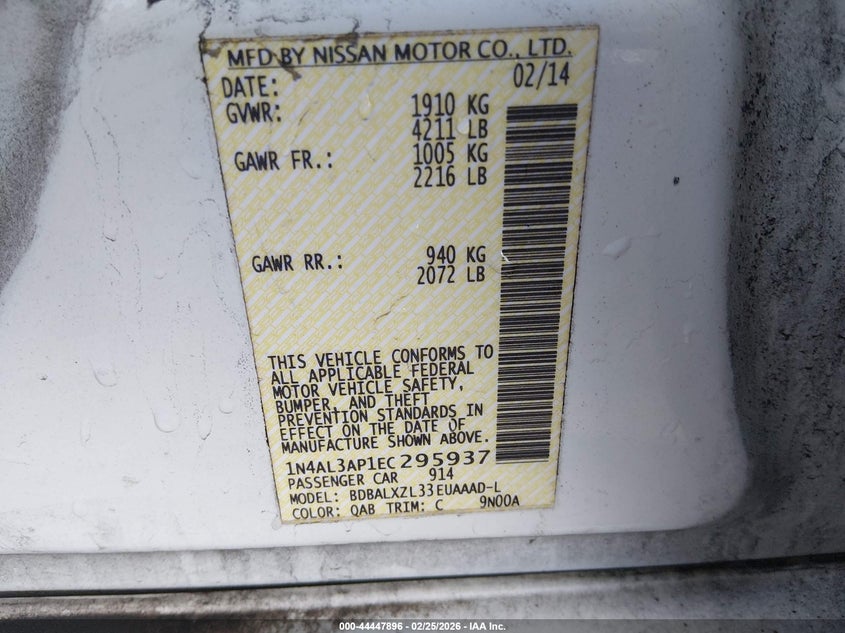 MFD BY NISSAN MOTOR CO., LTD.
DATE: 02/14
GVWR: 1910 KG
4211 LB
GAWR FR.: 1005 KG
2216 LB
GAWR RR.: 940 KG
2072 LB
THIS VEHICLE CONFORMS TO
ALL APPLICABLE FEDERAL
MOTOR VEHICLE SAFETY,
BUMPER, AND THEFT
PREVENTION STANDARDS IN
EFFECT ON THE DATE OF
MANUFACTURE SHOWN ABOVE.
1N4AL3AP1EC295937
PASSENGER CAR 914
MODEL: BDBALXZL33EUAAAD-L
COLOR: QAB TRIM: C 9N00A
000-44447896 - 02/25/2026 - IAA Inc.